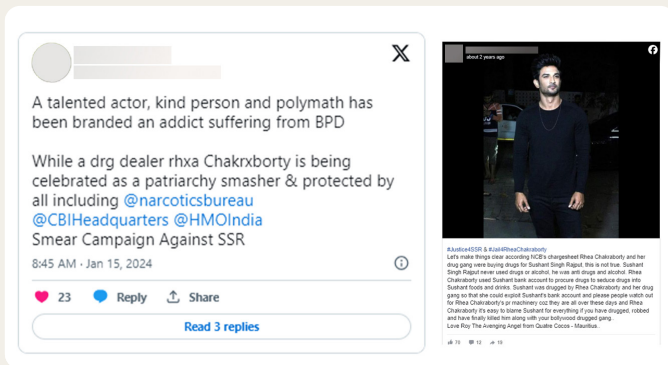 A talented actor, kind person and polymath has
been branded an addict suffering from BPD
While a drg dealer rhxa Chakrxborty is being
celebrated as a patriarchy smasher & protected by
all including @narcoticsbureau
@CBIHeadquarters @HMOIndia
Smear Campaign Against SSR
8:45 AM · Jan 15, 2024
23 Reply Share
Read 3 replies
about 2 years ago
#Justice4SSR & #Jail4RheaChakraborty
Let's make things clear according NCB's chargesheet Rhea Chakraborty and her
drug gang were buying drugs for Sushant Singh Rajput, this is not true. Sushant
Singh Rajput never used drugs or alcohol, he was anti drugs and alcohol. Rhea
Chakraborty used Sushant bank account to procure drugs to seduce drugs into
Sushant foods and drinks. Sushant was drugged by Rhea Chakraborty and her drug
gang so that she could exploit Sushant's bank account and please people watch out
for Rhea Chakraborty's pr machinery coz they are all over these days and Rhea
Chakraborty it's easy to blame Sushant for everything if you have drugged, robbed
and have finally killed him along with your bollywood drugged gang..
Love Roy The Avenging Angel from Quatre Cocos - Mauritius..
70 12 10